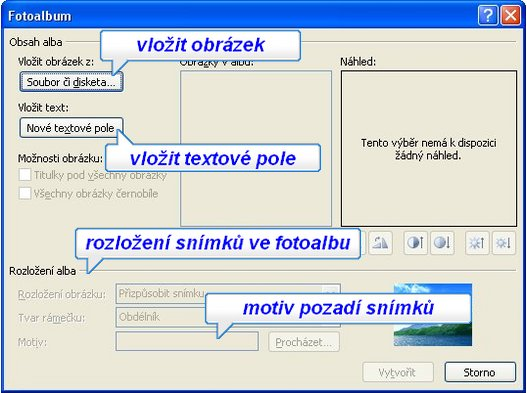 Fotoalbum
Obsah alba
vložit obrázek
Vložit obrázek z:
Obrázky v albu:
Náhled:
Soubor či disketa...
Vložit text:
Nové textové pole
Tento výběr nemá k dispozici
žádný náhled.
vložit textové pole
Možnosti obrázku:
Titulky pod všechny obrázky
Všechny obrázky černobíle
rozložení snímků ve fotoalbu
Rozložení alba
Rozložení obrázku:
Přizpůsobit snímku
motiv pozadí snímků
Tvar rámečku:
Obdélník
Motiv:
Procházet...
Vytvořit
Storno